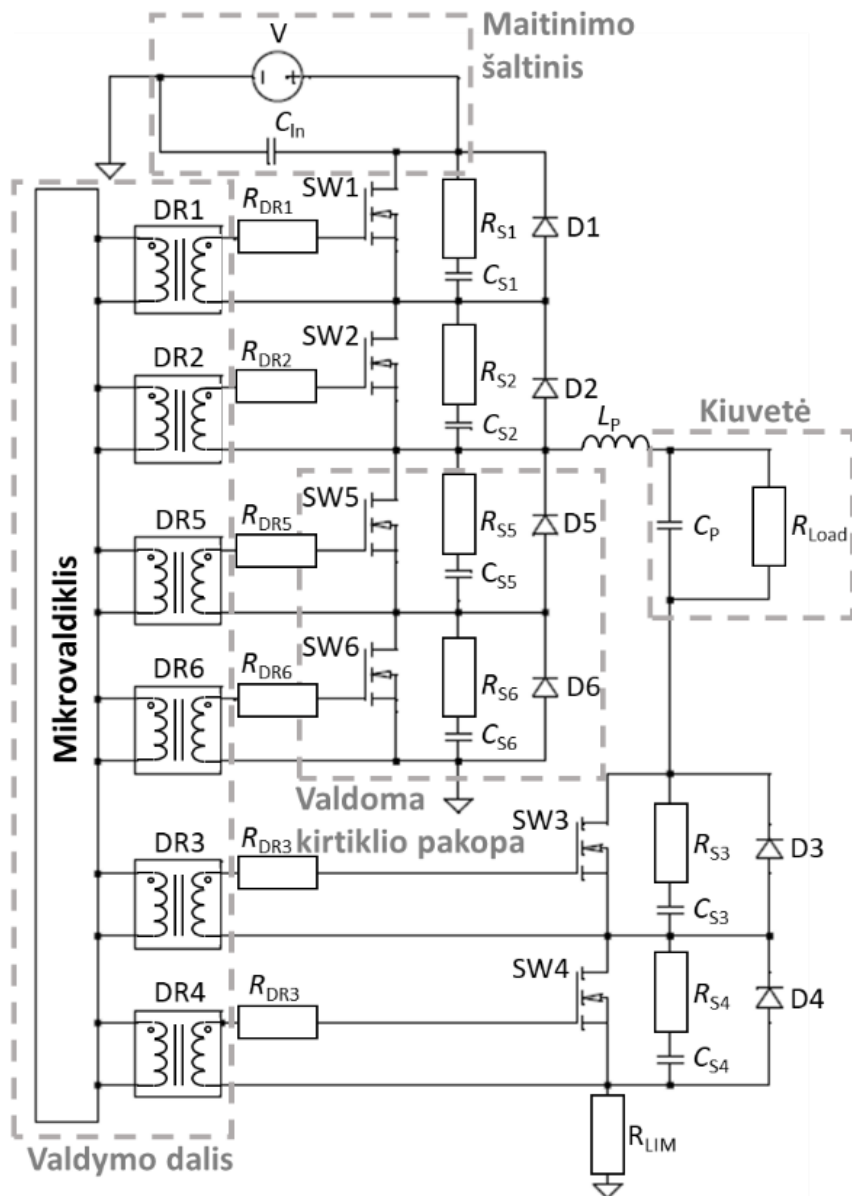 Maitinimo
šaltinis
V
C_In
SW1
DR1
R_DR1
R_S1
D1
C_S1
SW2
DR2
R_DR2
R_S2
D2
C_S2
L_P
Kiuvetė
SW5
DR5
R_DR5
R_S5
D5
C_S5
C_P
R_Load
SW6
DR6
R_DR6
R_S6
D6
C_S6
Mikrovaldiklis
Valdoma
kirtiklio pakopa
SW3
DR3
R_DR3
R_S3
D3
C_S3
SW4
DR4
R_DR3
R_S4
D4
C_S4
R_LIM
Valdymo dalis